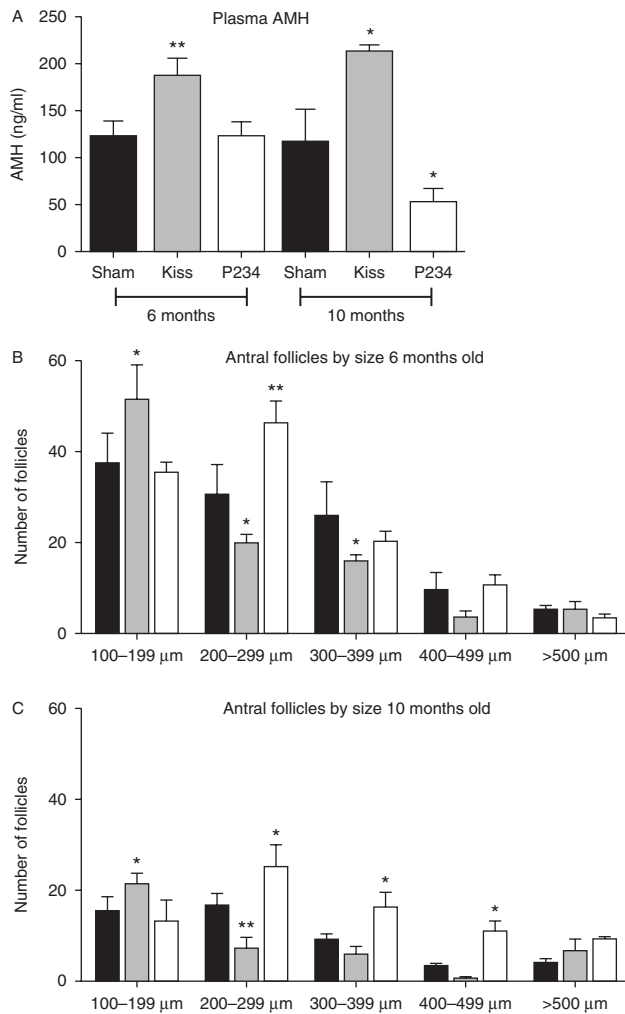 A Plasma AMH
250
200
150
100
50
0
AMH (ng/ml)
**
*
*
Sham Kiss P234 Sham Kiss P234
6 months 10 months
B Antral follicles by size 6 months old
60
40
20
0
Number of follicles
*
*
**
*
100–199 μm 200–299 μm 300–399 μm 400–499 μm >500 μm
C Antral follicles by size 10 months old
60
40
20
0
Number of follicles
*
**
*
*
*
100–199 μm 200–299 μm 300–399 μm 400–499 μm >500 μm